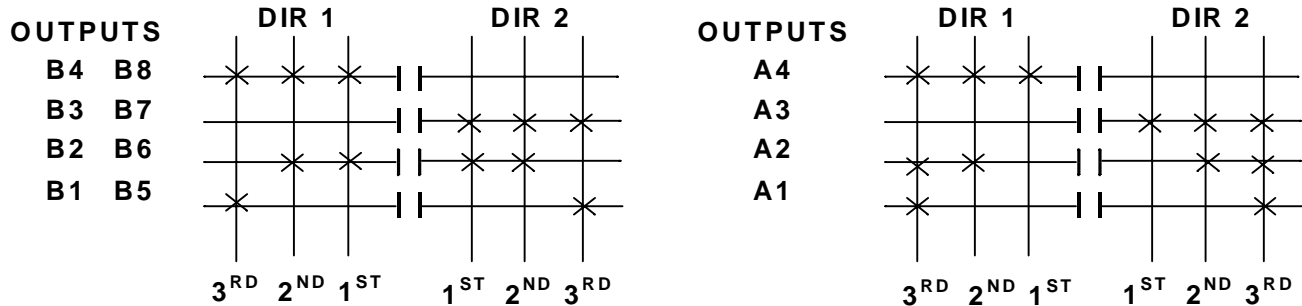 DIR 1 DIR 2
OUTPUTS
B4 B8
B3 B7
B2 B6
B1 B5
3RD 2ND 1ST 1ST 2ND 3RD
DIR 1 DIR 2
OUTPUTS
A4
A3
A2
A1
3RD 2ND 1ST 1ST 2ND 3RD